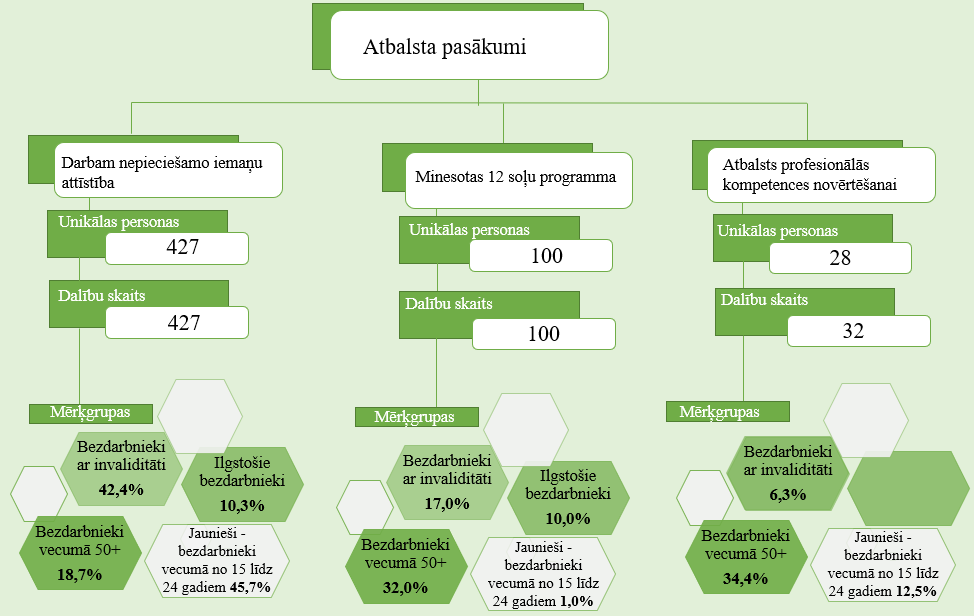 Atbalsta pasākumi
Darbam nepieciešamo iemaņu
attīstība
Unikālas personas
427
Dalību skaits
427
Mērķgrupas
Bezdarbnieki
ar invaliditāti
42,4%
Ilgstošie
bezdarbnieki
10,3%
Bezdarbnieki
vecumā 50+
18,7%
Jaunieši -
bezdarbnieki
vecumā no 15 līdz
24 gadiem 45,7%
Minesotas 12 soļu programma
Unikālas personas
100
Dalību skaits
100
Mērķgrupas
Bezdarbnieki
ar invaliditāti
17,0%
Ilgstošie
bezdarbnieki
10,0%
Bezdarbnieki
vecumā 50+
32,0%
Jaunieši -
bezdarbnieki
vecumā no 15 līdz
24 gadiem 1,0%
Atbalsts profesionālās
kompetences novērtēšanai
Unikālas personas
28
Dalību skaits
32
Mērķgrupas
Bezdarbnieki
ar invaliditāti
6,3%
Bezdarbnieki
vecumā 50+
34,4%
Jaunieši -
bezdarbnieki
vecumā no 15 līdz
24 gadiem 12,5%